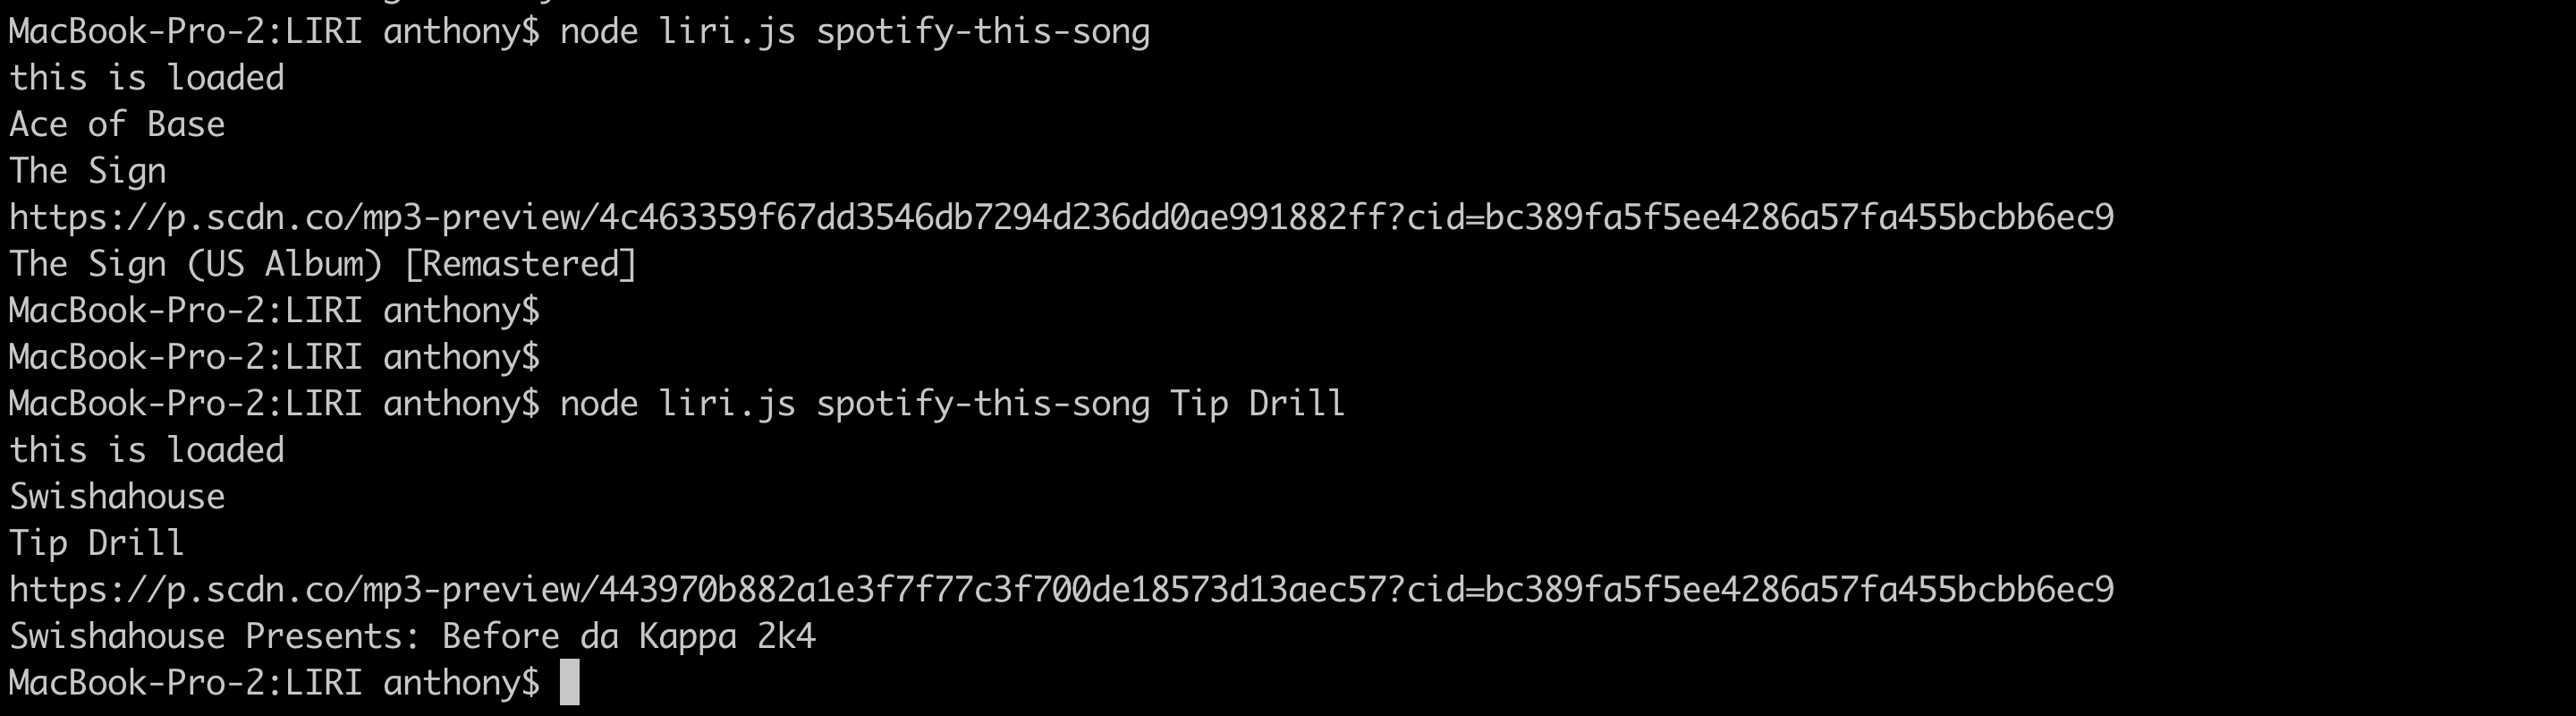 MacBook-Pro-2:LIRI anthony$ node liri.js spotify-this-song
this is loaded
Ace of Base
The Sign
https://p.scdn.co/mp3-preview/4c463359f67dd3546db7294d236dd0ae991882ff?cid=bc389fa5f5ee4286a57fa455bcbb6ec9
The Sign (US Album) [Remastered]
MacBook-Pro-2:LIRI anthony$
MacBook-Pro-2:LIRI anthony$
MacBook-Pro-2:LIRI anthony$ node liri.js spotify-this-song Tip Drill
this is loaded
Swishahouse
Tip Drill
https://p.scdn.co/mp3-preview/443970b882a1e3f7f77c3f700de18573d13aec57?cid=bc389fa5f5ee4286a57fa455bcbb6ec9
Swishahouse Presents: Before da Kappa 2k4
MacBook-Pro-2:LIRI anthony$